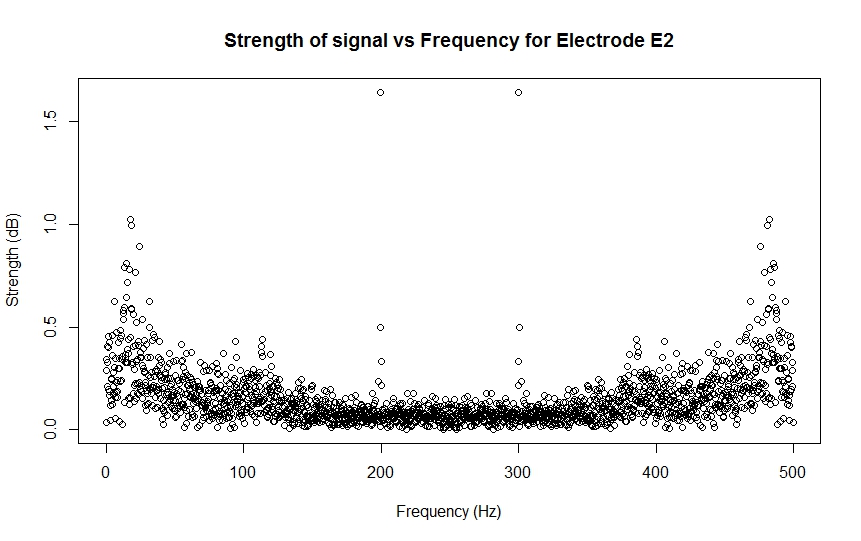 Strength of signal vs Frequency for Electrode E2
1.5
1.0
0.5
0.0
Strength (dB)
0 100 200 300 400 500
Frequency (Hz)